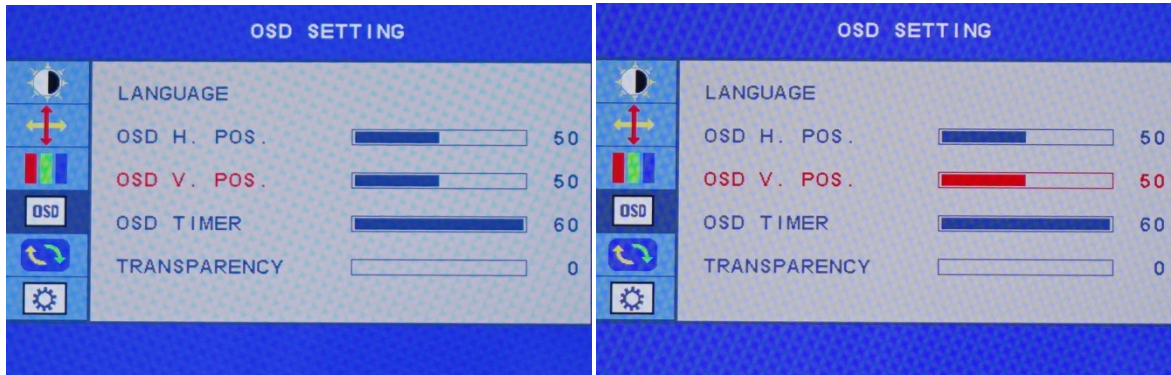 OSD SETTING
LANGUAGE
OSD H. POS. 50
OSD V. POS. 50
OSD
OSD TIMER 60
TRANSPARENCY 0
OSD SETTING
LANGUAGE
OSD H. POS. 50
OSD V. POS. 50
OSD
OSD TIMER 60
TRANSPARENCY 0